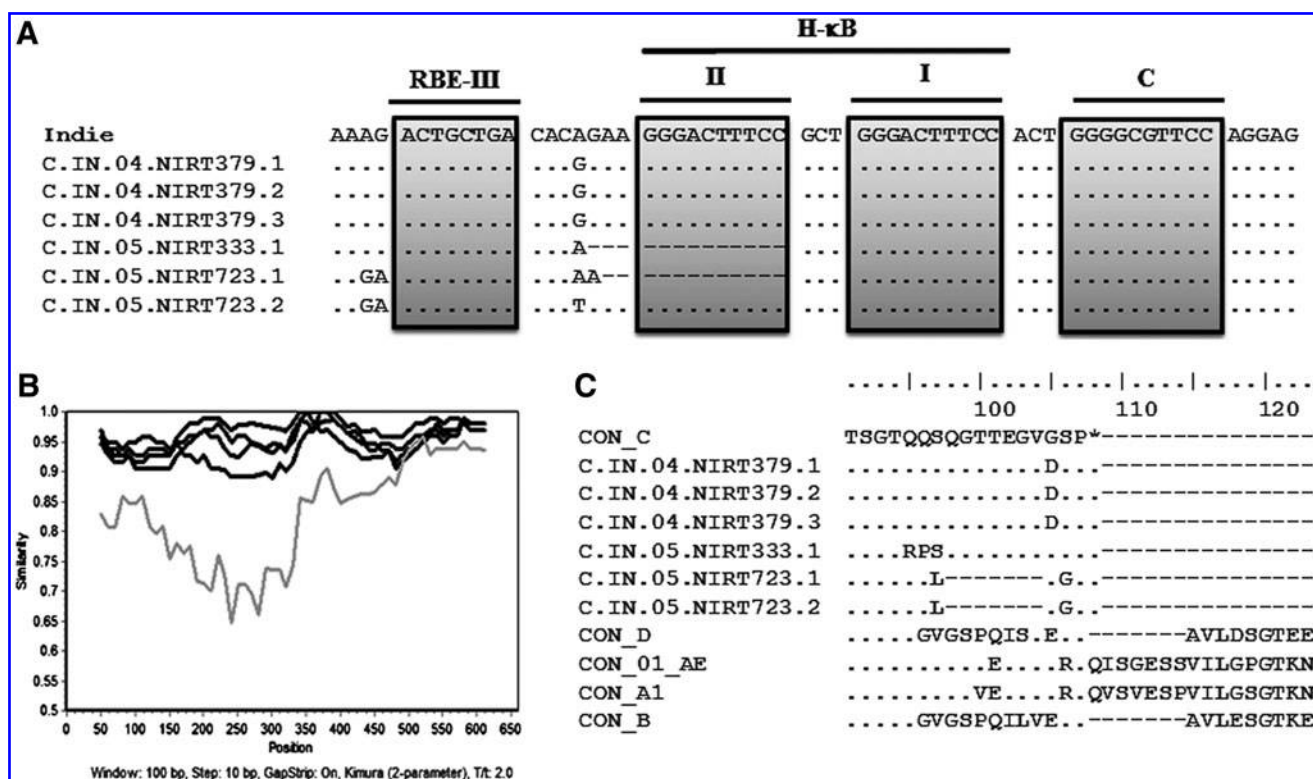 A
H-κB
RBE-III II I C
Indie AAAG ACTGCTGA CACAGAA GGGACTTTCC GCT GGGACTTTCC ACT GGGGCGTTCC AGGAG
C.IN.04.NIRT379.1 .... ........ ...G... .......... ... .......... ... .......... .....
C.IN.04.NIRT379.2 .... ........ ...G... .......... ... .......... ... .......... .....
C.IN.04.NIRT379.3 .... ........ ...G... .......... ... .......... ... .......... .....
C.IN.05.NIRT333.1 .... ........ ...A--- ---------- ... .......... ... .......... .....
C.IN.05.NIRT723.1 ..GA ........ ...AA-- ---------- ... .......... ... .......... .....
C.IN.05.NIRT723.2 ..GA ........ ...T... .......... ... .......... ... .......... .....
B
Similarity
1.0
0.95
0.9
0.85
0.8
0.75
0.7
0.65
0.6
0.55
0.5
0 50 100 150 200 250 300 350 400 450 500 550 600 650
Position
Window: 100 bp, Step: 10 bp, GapStrip: On, Kimura (2-parameter), T/t: 2.0
C
....|....|....|....|....|....|..
100 110 120
CON_C TSGTQQSQGTTEGVGSP*---------------
C.IN.04.NIRT379.1 ..............D...---------------
C.IN.04.NIRT379.2 ..............D...---------------
C.IN.04.NIRT379.3 ..............D...---------------
C.IN.05.NIRT333.1 ....RPS...........---------------
C.IN.05.NIRT723.1 ......L-------.G..---------------
C.IN.05.NIRT723.2 ......L-------.G..---------------
CON_D .....GVGSPQIS.E..-------AVLDSGTEE
CON_01_AE ..........E....R.QISGESSVILGPGTKN
CON_A1 .........VE....R.QVSVESPVILGSGTKN
CON_B .....GVGSPQILVE..-------AVLESGTKE